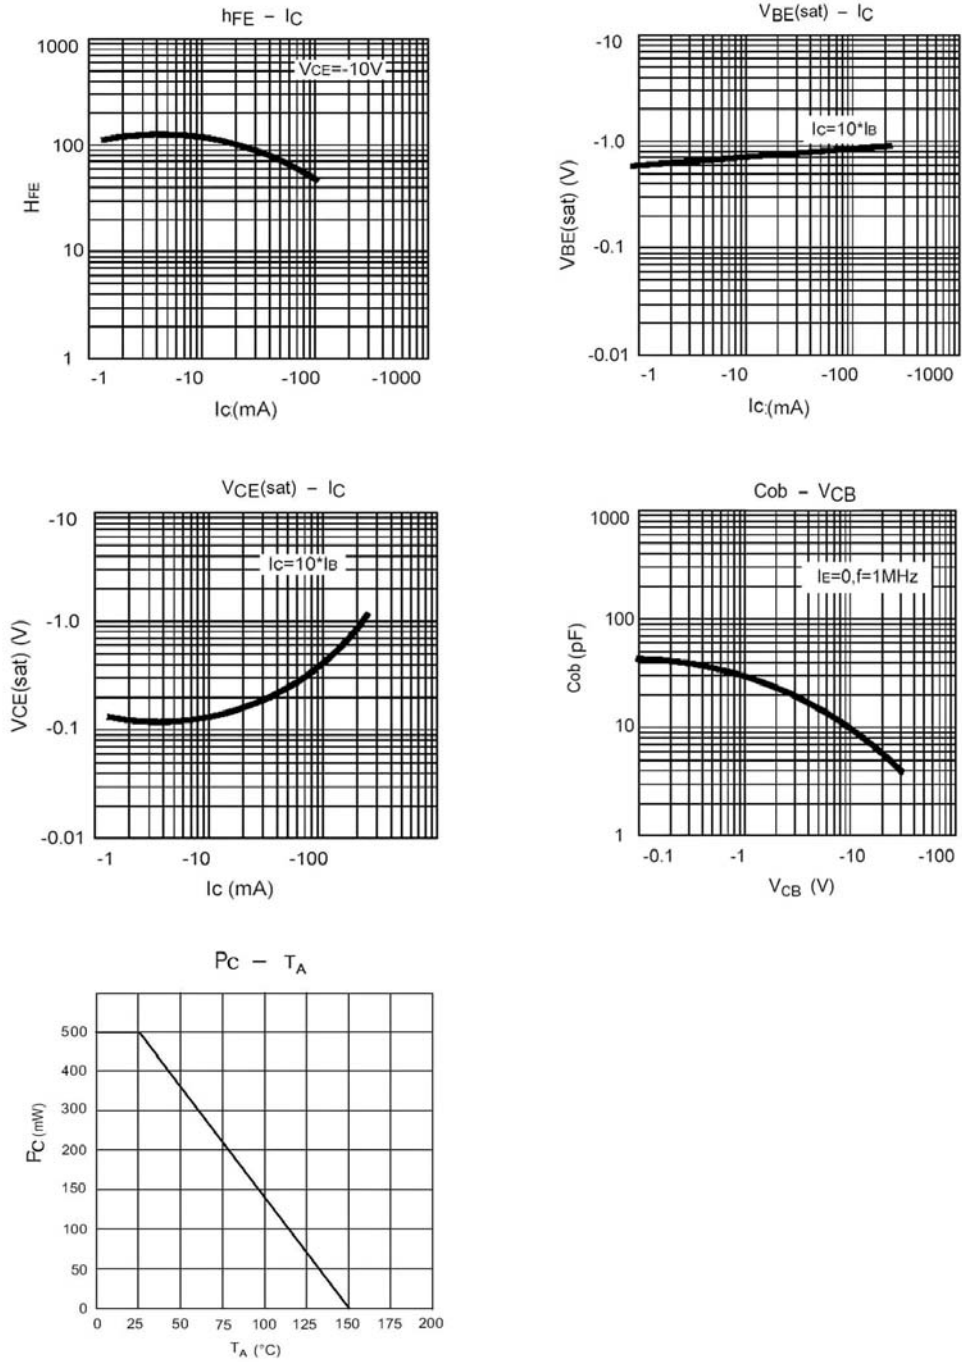 hFE – IC
1000
100
10
1
HFE
VCE=-10V
-1
-10
-100
-1000
Ic(mA)
VBE(sat) – IC
-10
-1.0
-0.1
-0.01
VBE(sat) (V)
IC=10*IB
-1
-10
-100
-1000
Ic:(mA)
VCE(sat) – IC
-10
-1.0
-0.1
-0.01
VCE(sat) (V)
Ic=10*IB
-1
-10
-100
Ic (mA)
Cob – VCB
1000
100
10
1
Cob (pF)
IE=0,f=1MHz
-0.1
-1
-10
-100
VCB (V)
PC – TA
500
400
300
200
150
100
50
0
PC (mW)
0 25 50 75 100 125 150 175 200
TA (°C)